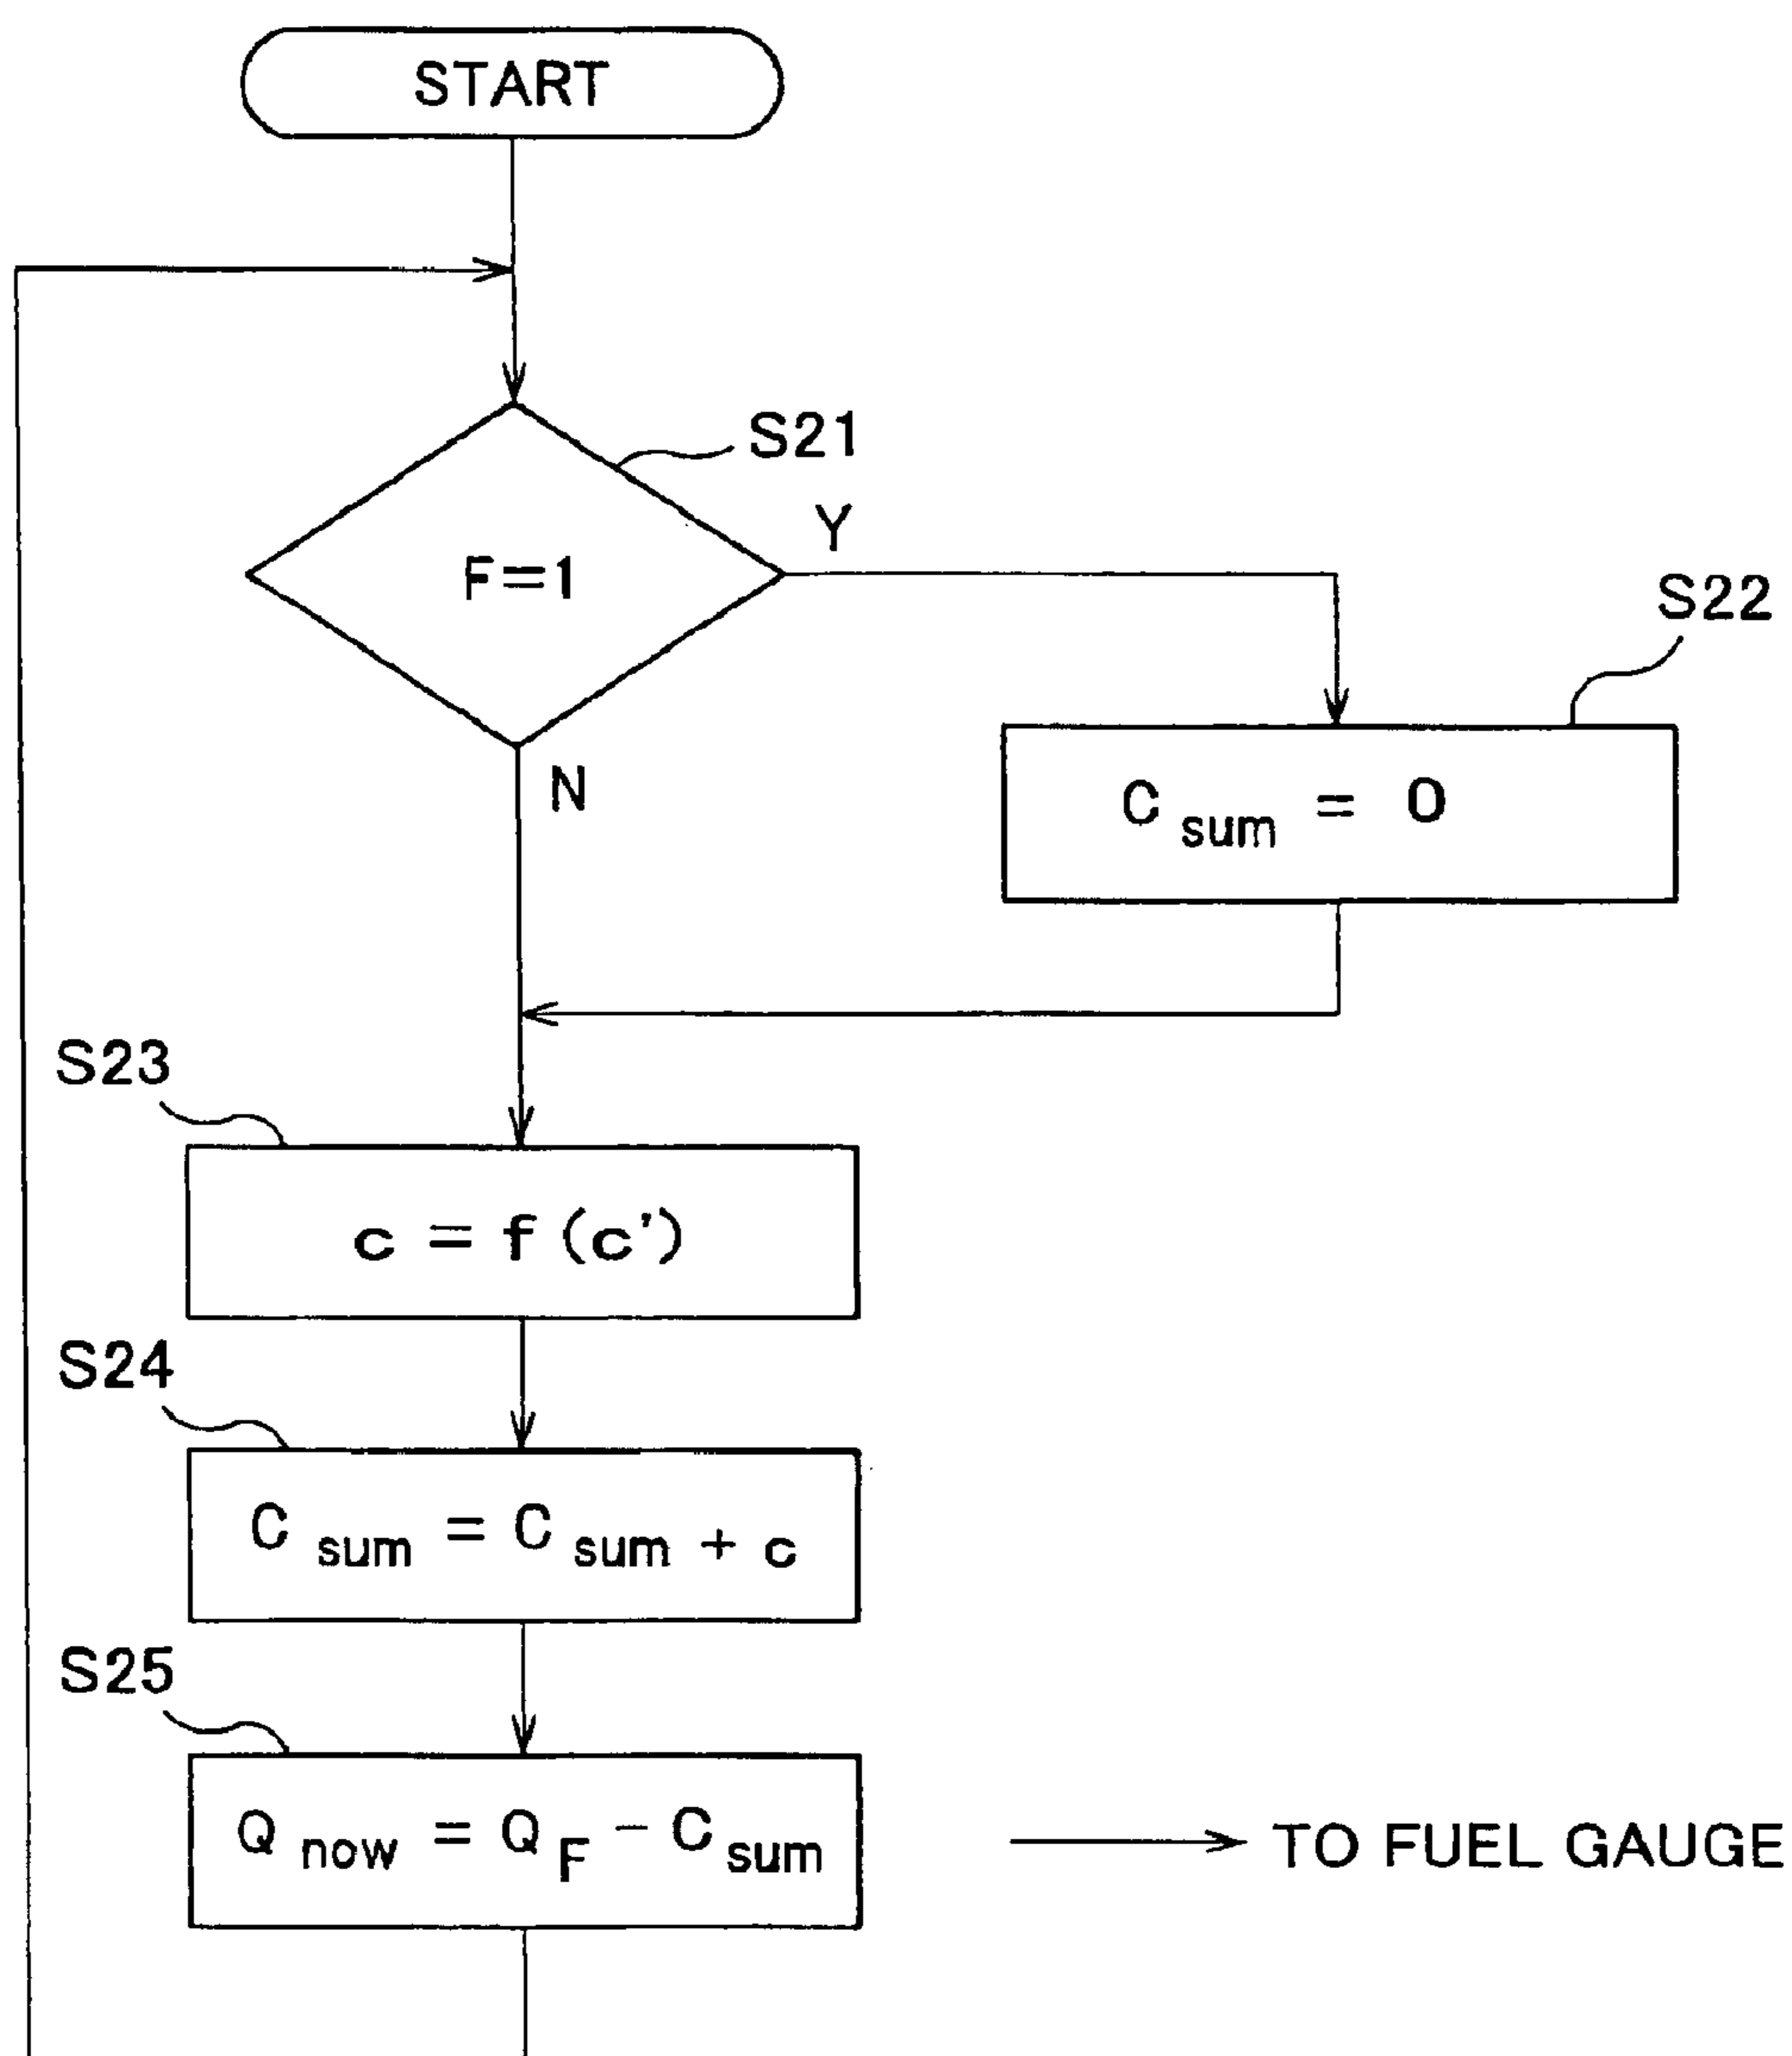 START
S21
Y
F=1
S22
N
C sum = 0
S23
c = f (c')
S24
C sum = C sum + c
S25
Q now = Q F - C sum
TO FUEL GAUGE